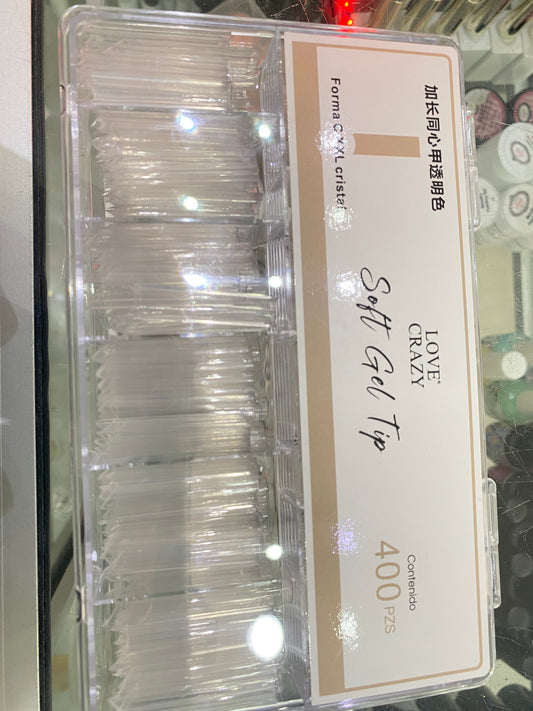 加长同心甲透明色
Forma C XXL cristal
LOVE®
CRAZY
Soft Gel Tip
Contenido
400 PZS